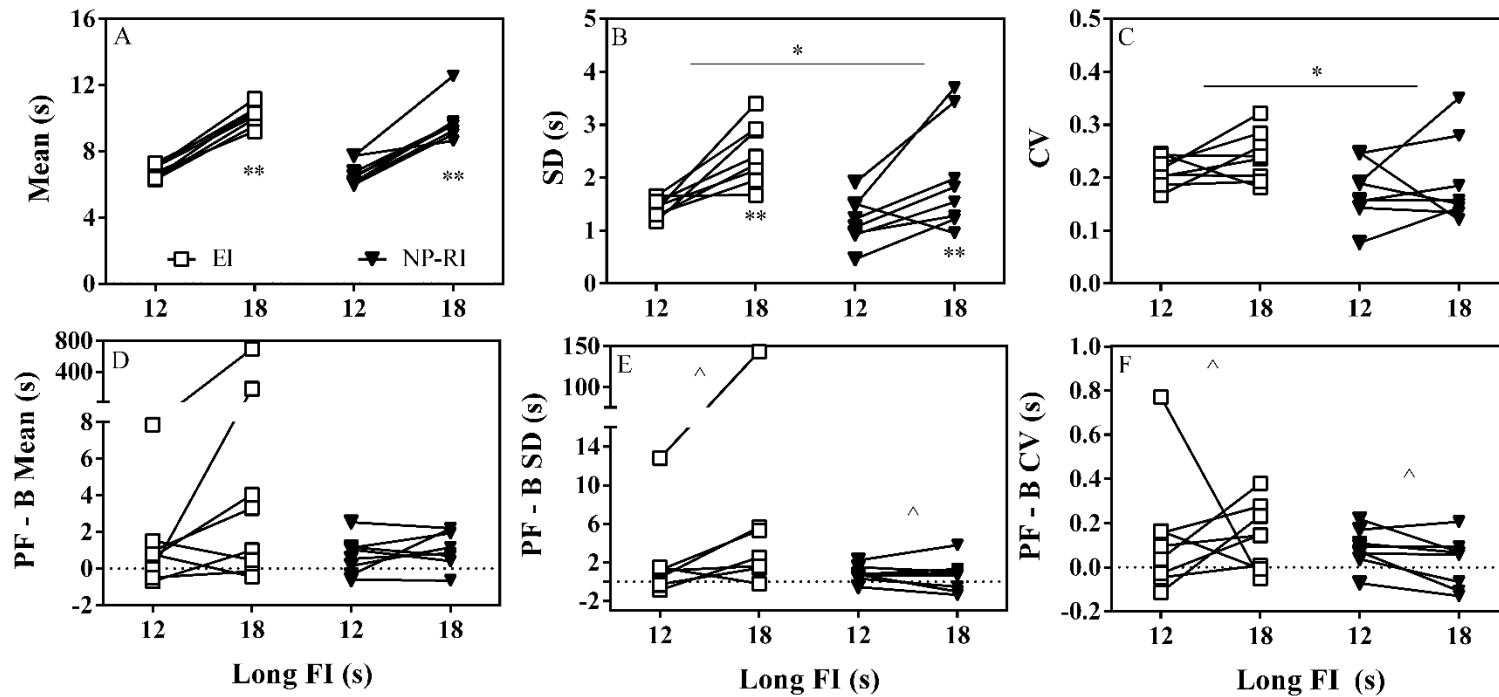 A
Mean (s)
16
12
8
4
0
** **
EI NP-RI
12 18 12 18
B
SD (s)
5
4
3
2
1
0
*
**
**
12 18 12 18
C
CV
0.5
0.4
0.3
0.2
0.1
0.0
*
12 18 12 18
D
PF - B Mean (s)
800
400
8
6
4
2
0
-2
12 18 12 18
Long FI (s)
E
PF - B SD (s)
150
100
50
14
10
6
2
-2
^
^
12 18 12 18
Long FI (s)
F
PF - B CV (s)
1.0
0.8
0.6
0.4
0.2
0.0
-0.2
^
^
12 18 12 18
Long FI (s)